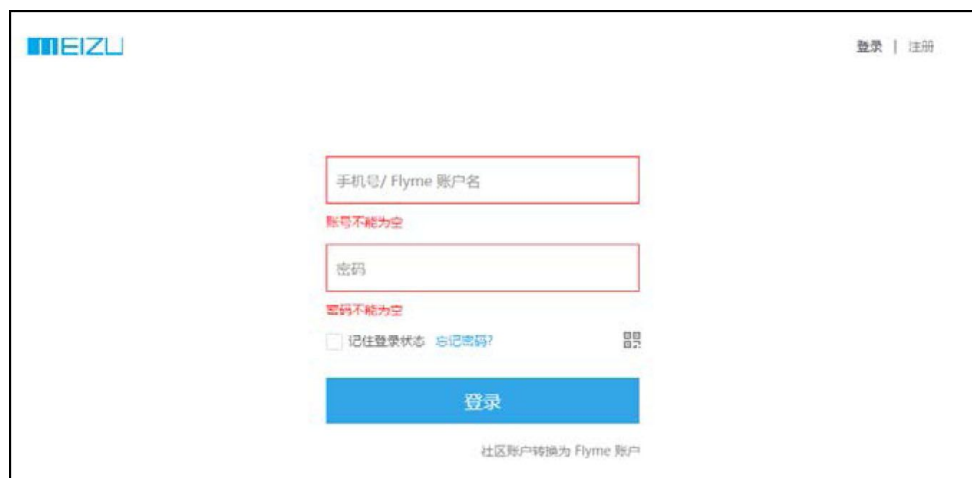 MEIZU
登录 | 注册
手机号/ Flyme 账户名
账号不能为空
密码
密码不能为空
记住登录状态 忘记密码?
登录
社区账户转换为 Flyme 账户